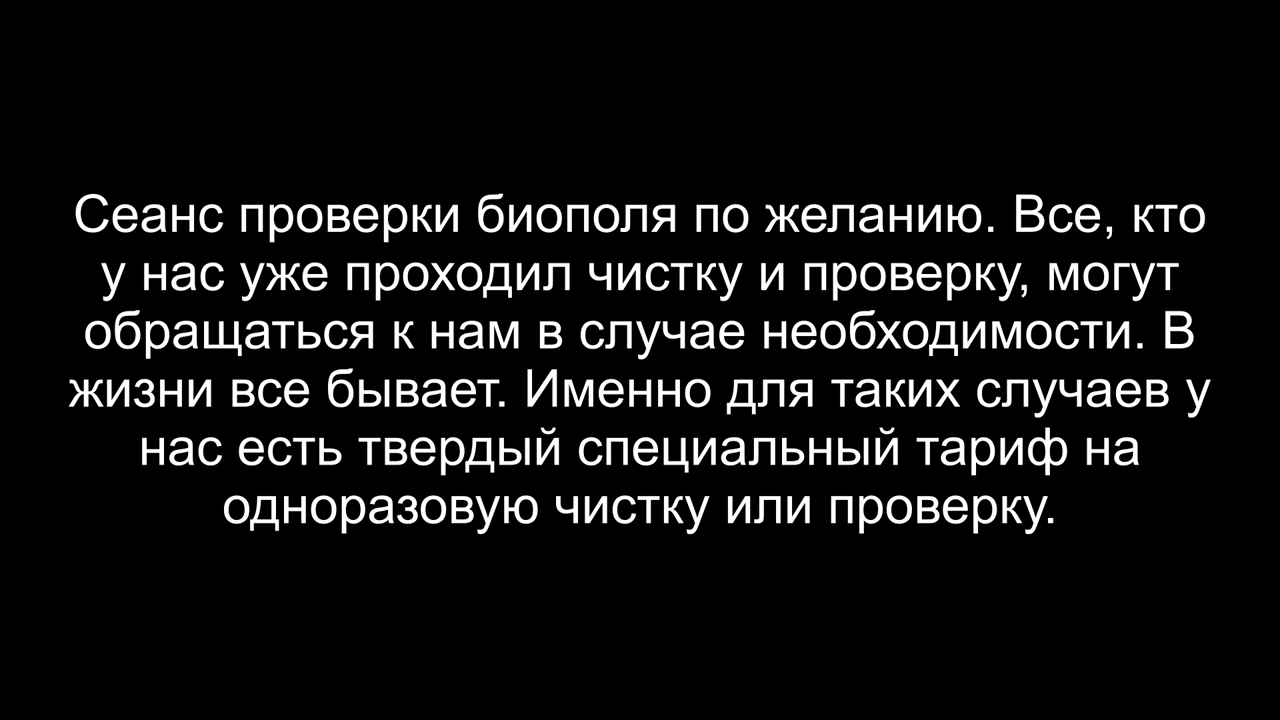 Сеанс проверки биополя по желанию. Все, кто
у нас уже проходил чистку и проверку, могут
обращаться к нам в случае необходимости. В
жизни все бывает. Именно для таких случаев у
нас есть твердый специальный тариф на
одноразовую чистку или проверку.